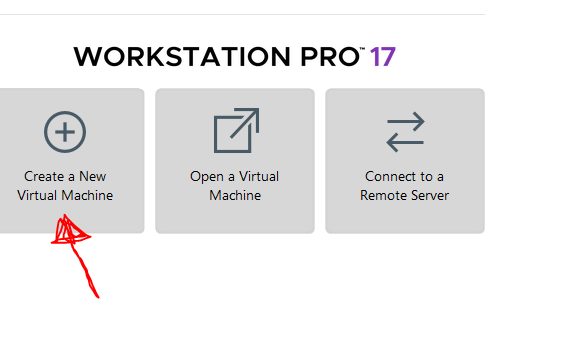 WORKSTATION PRO™ 17
Create a New
Virtual Machine
Open a Virtual
Machine
Connect to a
Remote Server